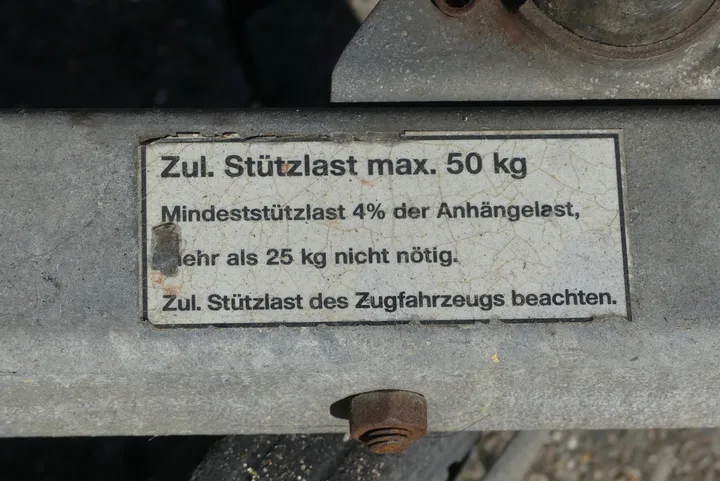 Zul. Stützlast max. 50 kg
Mindeststützlast 4% der Anhängelast,
mehr als 25 kg nicht nötig.
Zul. Stützlast des Zugfahrzeugs beachten.